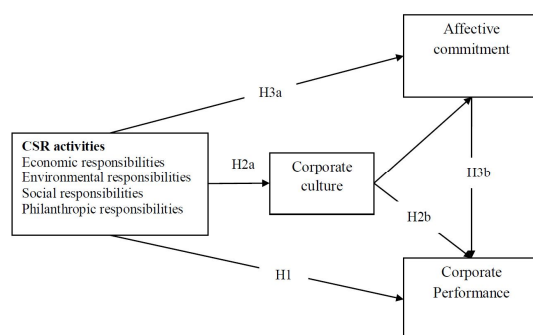 Affective
commitment
H3a
CSR activities
Economic responsibilities
Environmental responsibilities
Social responsibilities
Philanthropic responsibilities
H2a
Corporate
culture
H3b
H2b
H1
Corporate
Performance